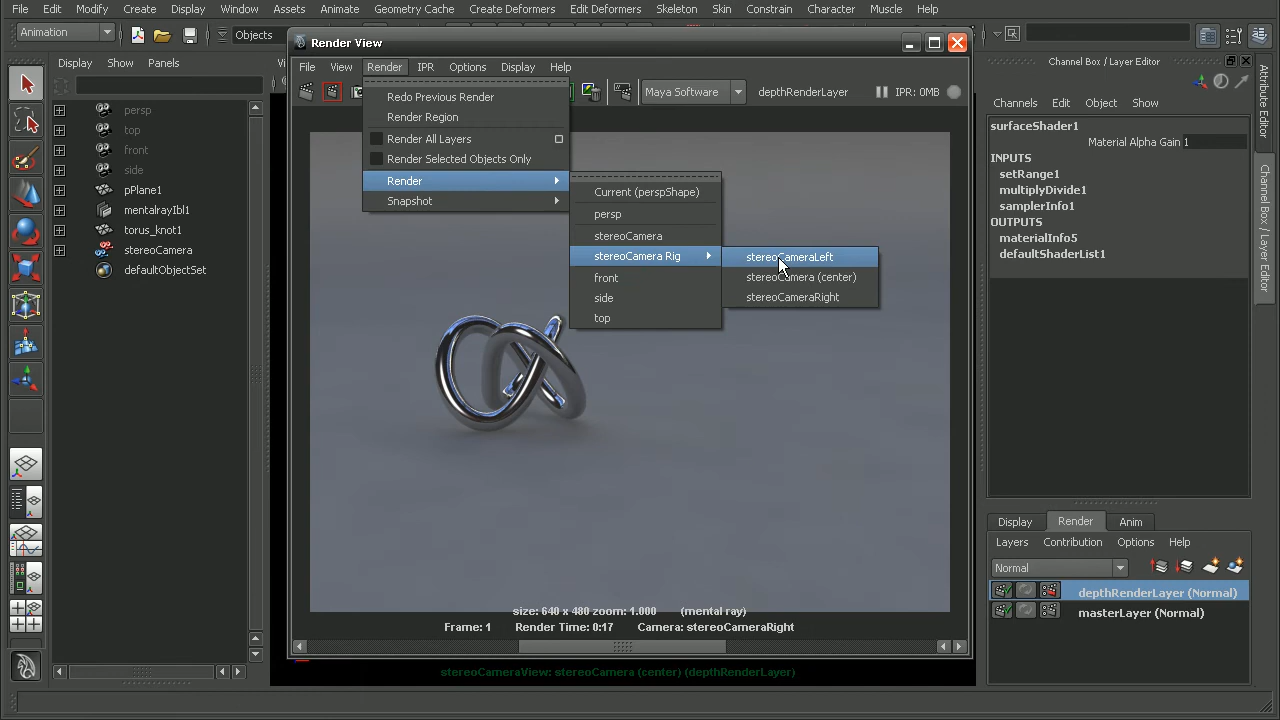 File Edit Modify Create Display Window Assets Animate Geometry Cache Create Deformers Edit Deformers Skeleton Skin Constrain Character Muscle Help
Animation
Objects
Display Show Panels
persp
top
front
side
pPlane1
mentalrayIbl1
torus_knot1
stereoCamera
defaultObjectSet
Render View
File View Render IPR Options Display Help
Maya Software
depthRenderLayer
IPR: 0MB
Redo Previous Render
Render Region
Render All Layers
Render Selected Objects Only
Render
Snapshot
Current (perspShape)
persp
stereoCamera
stereoCamera Rig
front
side
top
stereoCameraLeft
stereoCamera (center)
stereoCameraRight
size: 640 x 480 zoom: 1.000 (mental ray)
Frame: 1 Render Time: 0:17 Camera: stereoCameraRight
stereoCameraView: stereoCamera (center) (depthRenderLayer)
Channel Box / Layer Editor
Channels Edit Object Show
surfaceShader1
Material Alpha Gain 1
INPUTS
setRange1
multiplyDivide1
samplerInfo1
OUTPUTS
materialInfo5
defaultShaderList1
Display Render Anim
Layers Contribution Options Help
Normal
depthRenderLayer (Normal)
masterLayer (Normal)
Attribute Editor
Channel Box / Layer Editor